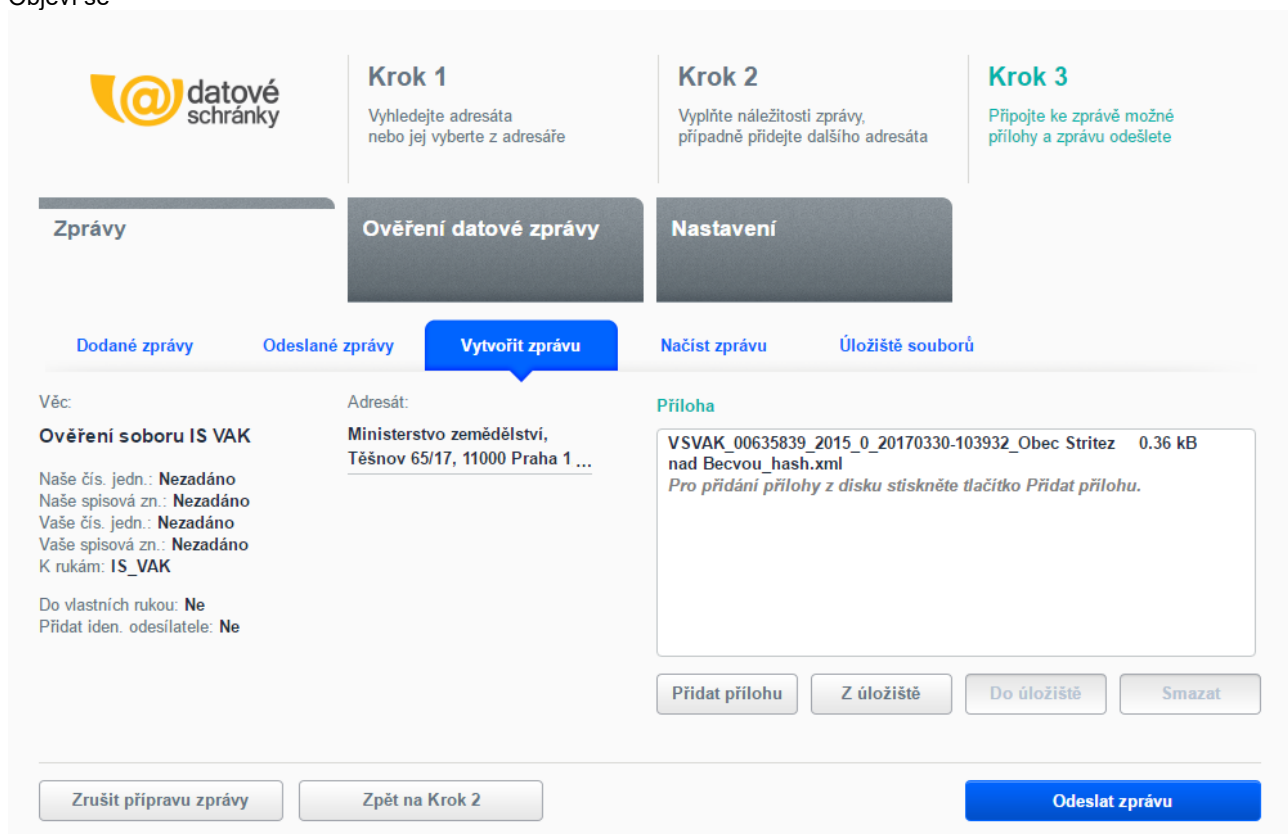 Objeví se
datové
schránky
Krok 1
Vyhledejte adresáta
nebo jej vyberte z adresáře
Krok 2
Vyplňte náležitosti zprávy,
případně přidejte dalšího adresáta
Krok 3
Připojte ke zprávě možné
přílohy a zprávu odešlete
Zprávy
Ověření datové zprávy
Nastavení
Dodané zprávy
Odeslané zprávy
Vytvořit zprávu
Načíst zprávu
Úložiště souborů
Věc:
Ověření soboru IS VAK
Naše čís. jedn.: Nezadáno
Naše spisová zn.: Nezadáno
Vaše čís. jedn.: Nezadáno
Vaše spisová zn.: Nezadáno
K rukám: IS_VAK
Do vlastních rukou: Ne
Přidat iden. odesílatele: Ne
Adresát:
Ministerstvo zemědělství,
Těšnov 65/17, 11000 Praha 1 ...
Příloha
VSVAK_00635839_2015_0_20170330-103932_Obec Stritez 0.36 kB
nad Becvou_hash.xml
Pro přidání přílohy z disku stiskněte tlačítko Přidat přílohu.
Přidat přílohu
Z úložiště
Do úložiště
Smazat
Zrušit přípravu zprávy
Zpět na Krok 2
Odeslat zprávu